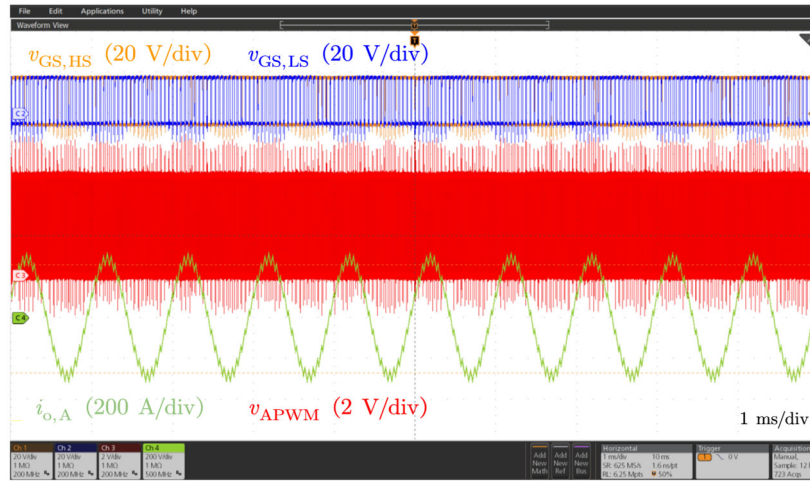 File Edit Applications Utility Help
Waveform View
T
v_GS,HS (20 V/div) v_GS,LS (20 V/div)
C2
C3
C4
i_o,A (200 A/div) v_APWM (2 V/div) 1 ms/div
Ch 1 Ch 2 Ch 3 Ch 4 Add Add Add Horizontal Trigger Acquisition
20 V/div 20 V/div 2 V/div 200 V/div New New New 1 ms/div 10 ms 1 0 V Manual,
1 MΩ 1 MΩ 1 MΩ 1 MΩ Math Ref Bus SR: 625 MS/s 1.6 ns/pt Sample: 12
200 MHz 200 MHz 200 MHz 500 MHz RL: 6.25 Mpts 50% 723 Acqs